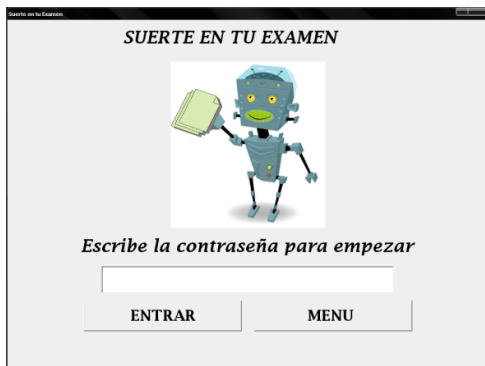 Suerte en tu Examen
SUERTE EN TU EXAMEN
Escribe la contraseña para empezar
ENTRAR
MENU